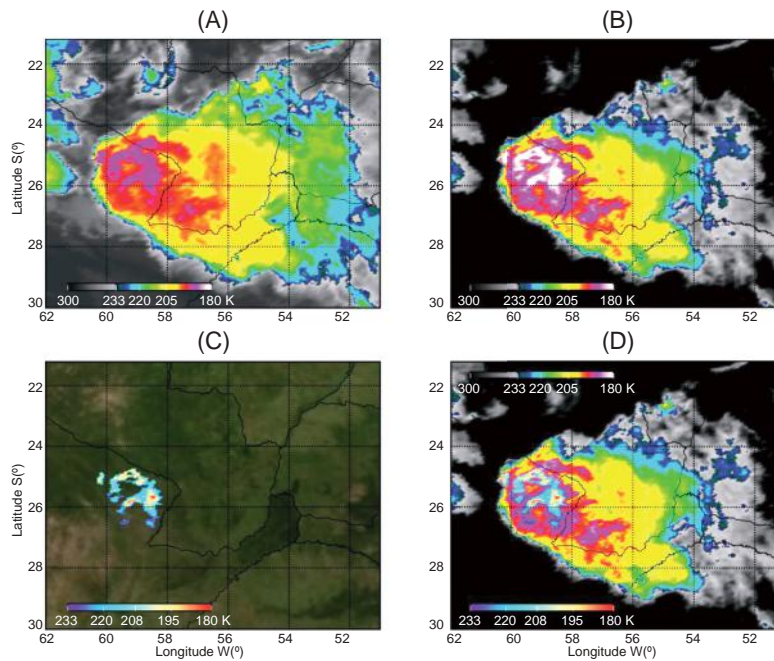 (A) (B)
22 22
24 24
Latitude S(º)
26 26
28 28
300 233 220 205 180 K 300 233 220 205 180 K
30 30
62 60 58 56 54 52 62 60 58 56 54 52
(C) (D)
22 300 233 220 205 180 K 22
24 24
Latitude S(º)
26 26
28 28
233 220 208 195 180 K 233 220 208 195 180 K
30 30
62 60 58 56 54 52 62 60 58 56 54 52
Longitude W(º) Longitude W(º)